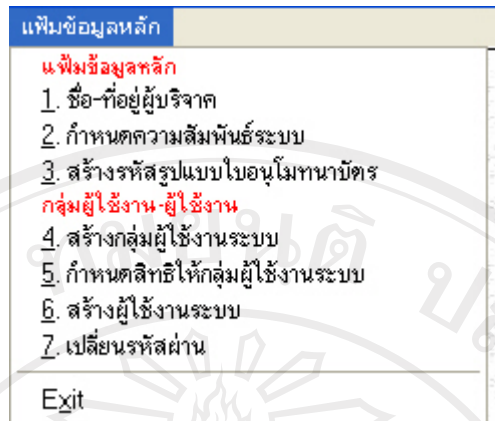 แฟ้มข้อมูลหลัก
แฟ้มข้อมูลหลัก
1. ชื่อ-ที่อยู่ผู้บริจาค
2. กำหนดความสัมพันธ์ระบบ
3. สร้างรหัสรูปแบบใบอนุโมทนาบัตร
กลุ่มผู้ใช้งาน-ผู้ใช้งาน
4. สร้างกลุ่มผู้ใช้งานระบบ
5. กำหนดสิทธิให้กลุ่มผู้ใช้งานระบบ
6. สร้างผู้ใช้งานระบบ
7. เปลี่ยนรหัสผ่าน
Exit